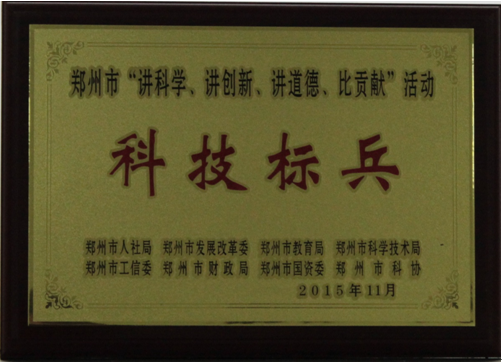 郑州市“讲科学、讲创新、讲道德、比贡献”活动
科技标兵
郑州市人社局 郑州市发展改革委 郑州市教育局 郑州市科学技术局
郑州市工信委 郑州市财政局 郑州市国资委 郑州市科协
2015年11月